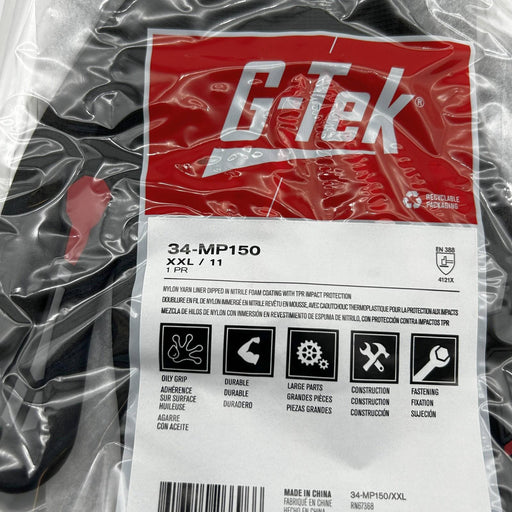 G-Tek®
RECYCLABLE
PACKAGING
34-MP150
XXL / 11
1 PR
EN 388
4121X
NYLON YARN LINER DIPPED IN NITRILE FOAM COATING WITH TPR IMPACT PROTECTION
DOUBLURE EN FIL DE NYLON IMMERSÉ EN NITRILE REVÊTU EN MOUSSE, AVEC CAOUTCHOUC THERMOPLASTIQUE POUR LA PROTECTION AUX IMPACTS
MEZCLA DE HILOS DE NYLON CON INMERSIÓN EN REVESTIMIENTO DE ESPUMA DE NITRILO, CON PROTECCIÓN CONTRA IMPACTOS TPR
OILY GRIP
ADHÉRENCE
SUR SURFACE
HUILEUSE
AGARRE
CON ACEITE
DURABLE
DURABLE
DURADERO
LARGE PARTS
GRANDES PIÈCES
PIEZAS GRANDES
CONSTRUCTION
CONSTRUCTION
CONSTRUCCIÓN
FASTENING
FIXATION
SUJECIÓN
MADE IN CHINA
FABRIQUÉ EN CHINE
HECHO EN CHINA
34-MP150/XXL
RN67368